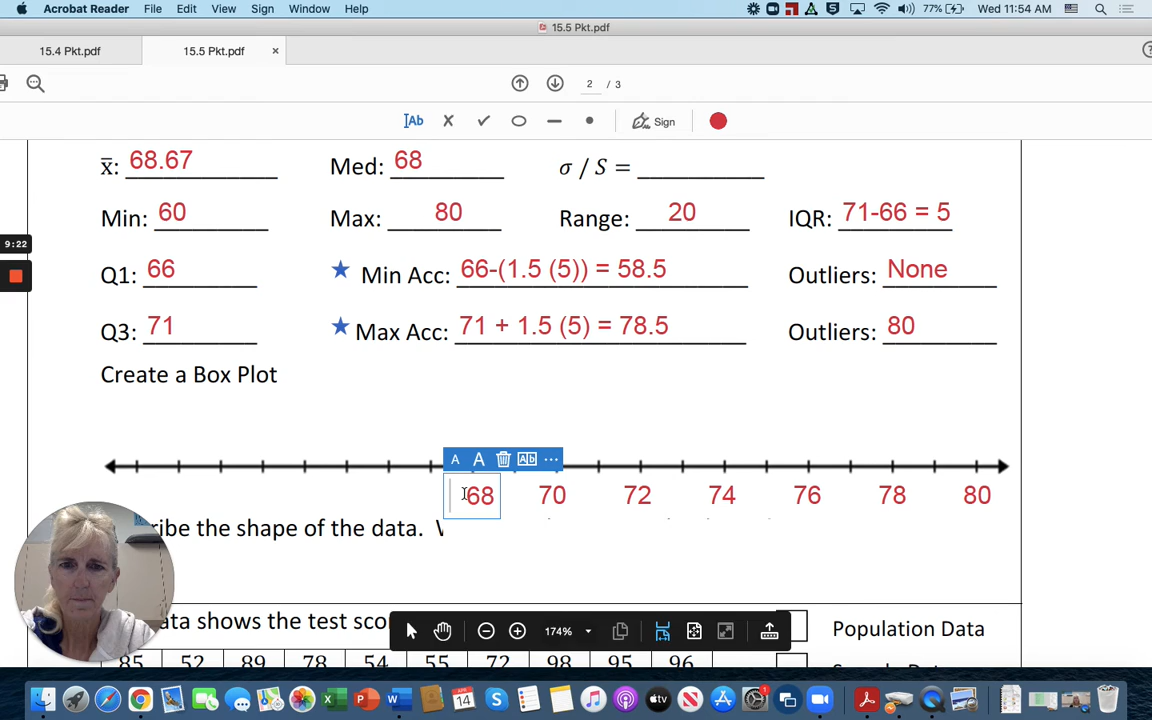 Acrobat Reader File Edit View Sign Window Help 77% Wed 11:54 AM
15.5 Pkt.pdf
15.4 Pkt.pdf 15.5 Pkt.pdf ×
2 / 3
Ab Sign
x̅: 68.67 Med: 68 σ / S =
Min: 60 Max: 80 Range: 20 IQR: 71-66 = 5
9:22
Q1: 66 ★ Min Acc: 66-(1.5 (5)) = 58.5 Outliers: None
Q3: 71 ★ Max Acc: 71 + 1.5 (5) = 78.5 Outliers: 80
Create a Box Plot
A A Ab ...
68 70 72 74 76 78 80
ribe the shape of the data.
ata shows the test sco
174%
Population Data
85 52 89 78 54 55 72 98 95 96
Sample Data